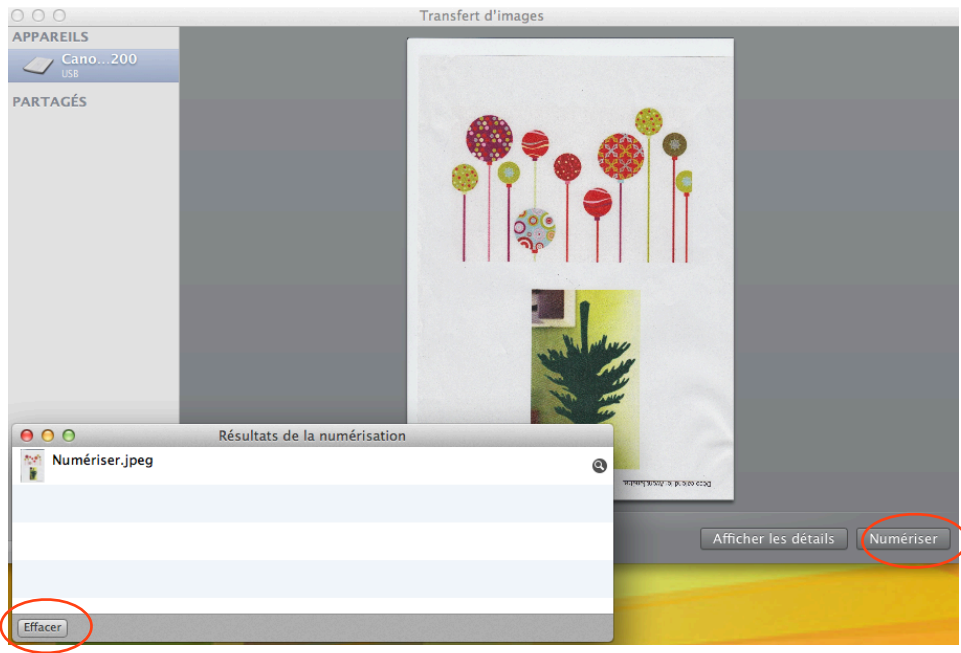 Transfert d'images
APPAREILS
Cano...200
USB
PARTAGÉS
Résultats de la numérisation
Numériser.jpeg
Afficher les détails
Numériser
Effacer